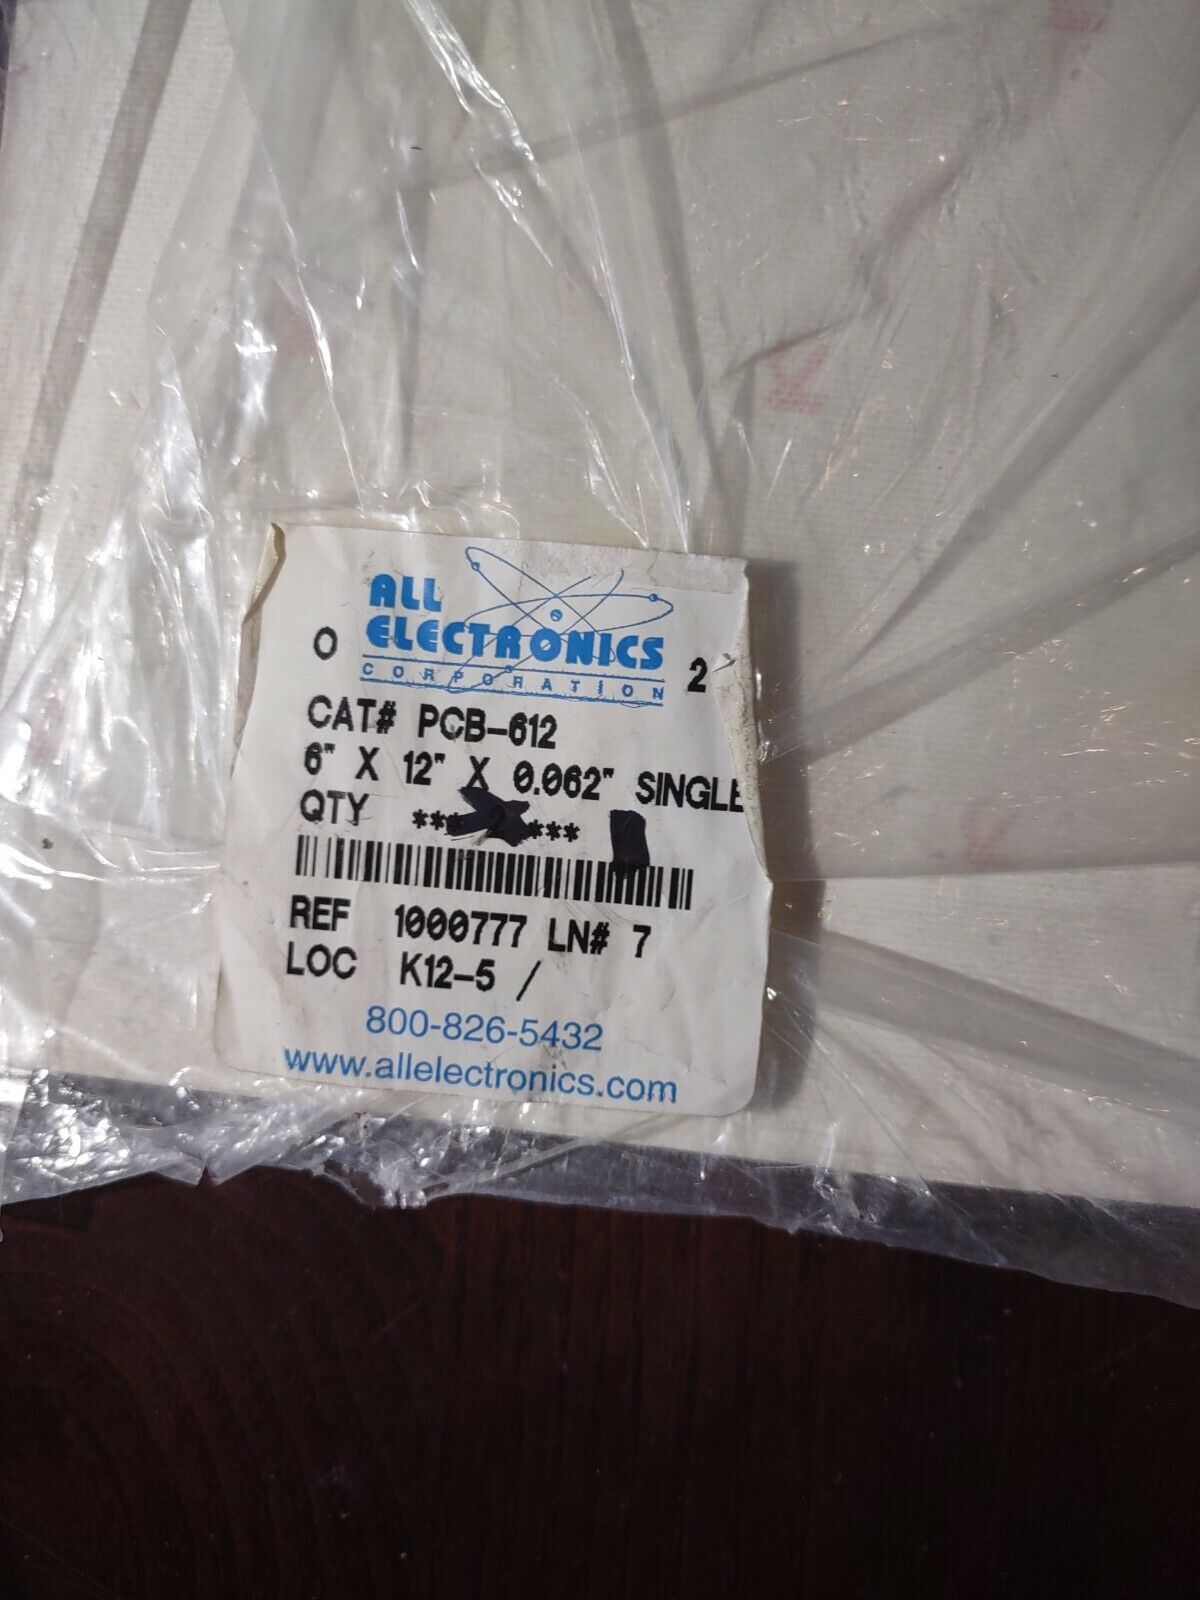 ALL
ELECTRONICS
CORPORATION
0 2
CAT# PCB-612
6" X 12" X 0.062" SINGLE
QTY *** 2 ***
REF 1000777 LN# 7
LOC K12-5 /
800-826-5432
www.allelectronics.com